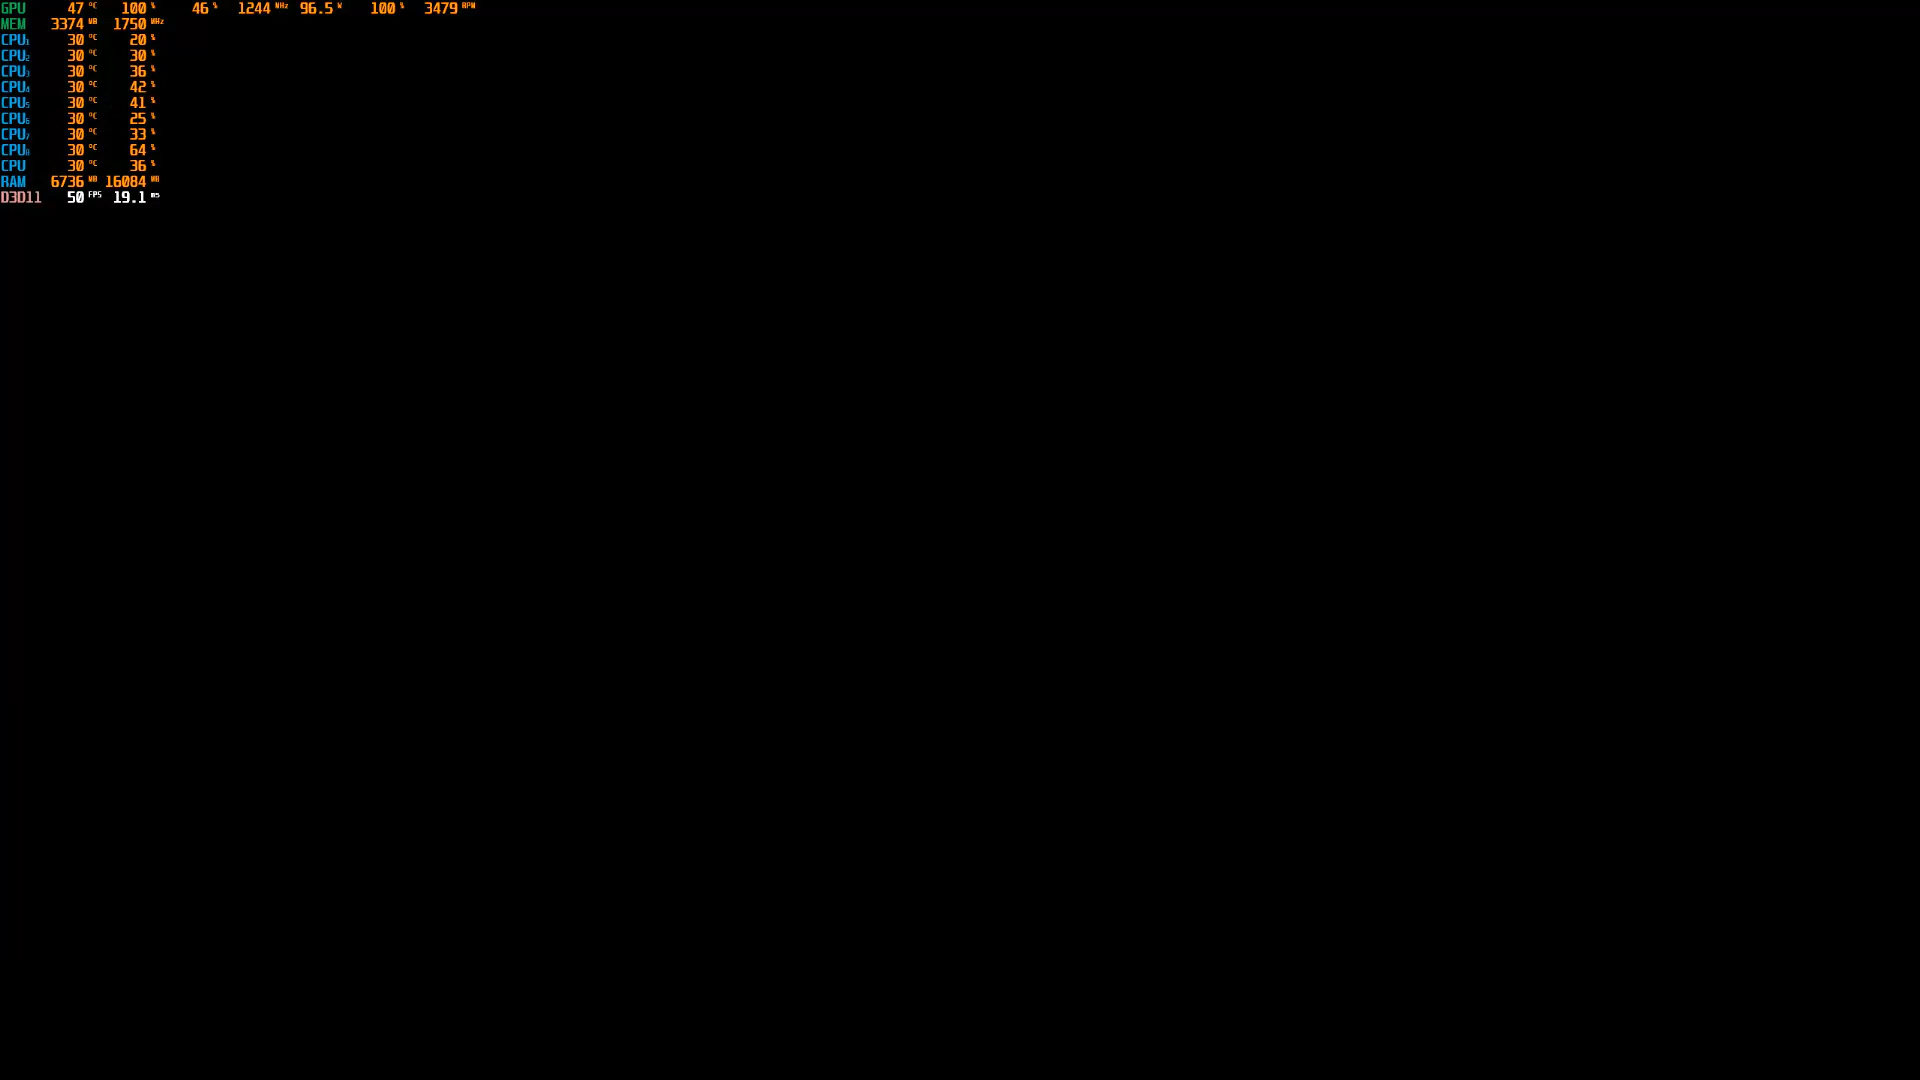 GPU 47 °C 100 % 46 % 1244 MHz 96.5 W 100 % 3479 RPM
MEM 3374 MB 1750 MHz
CPU1 30 °C 20 %
CPU2 30 °C 30 %
CPU3 30 °C 36 %
CPU4 30 °C 42 %
CPU5 30 °C 41 %
CPU6 30 °C 25 %
CPU7 30 °C 33 %
CPU8 30 °C 64 %
CPU 30 °C 36 %
RAM 6736 MB 16084 MB
D3D11 50 FPS 19.1 ms